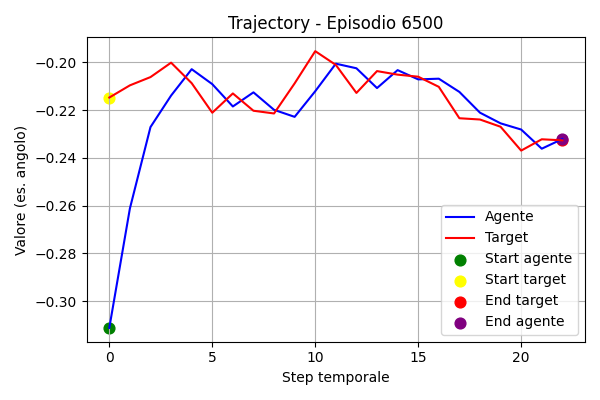 Trajectory - Episodio 6500
Valore (es. angolo)
−0.20
−0.22
−0.24
−0.26
−0.28
−0.30
Agente
Target
Start agente
Start target
End target
End agente
0
5
10
15
20
Step temporale